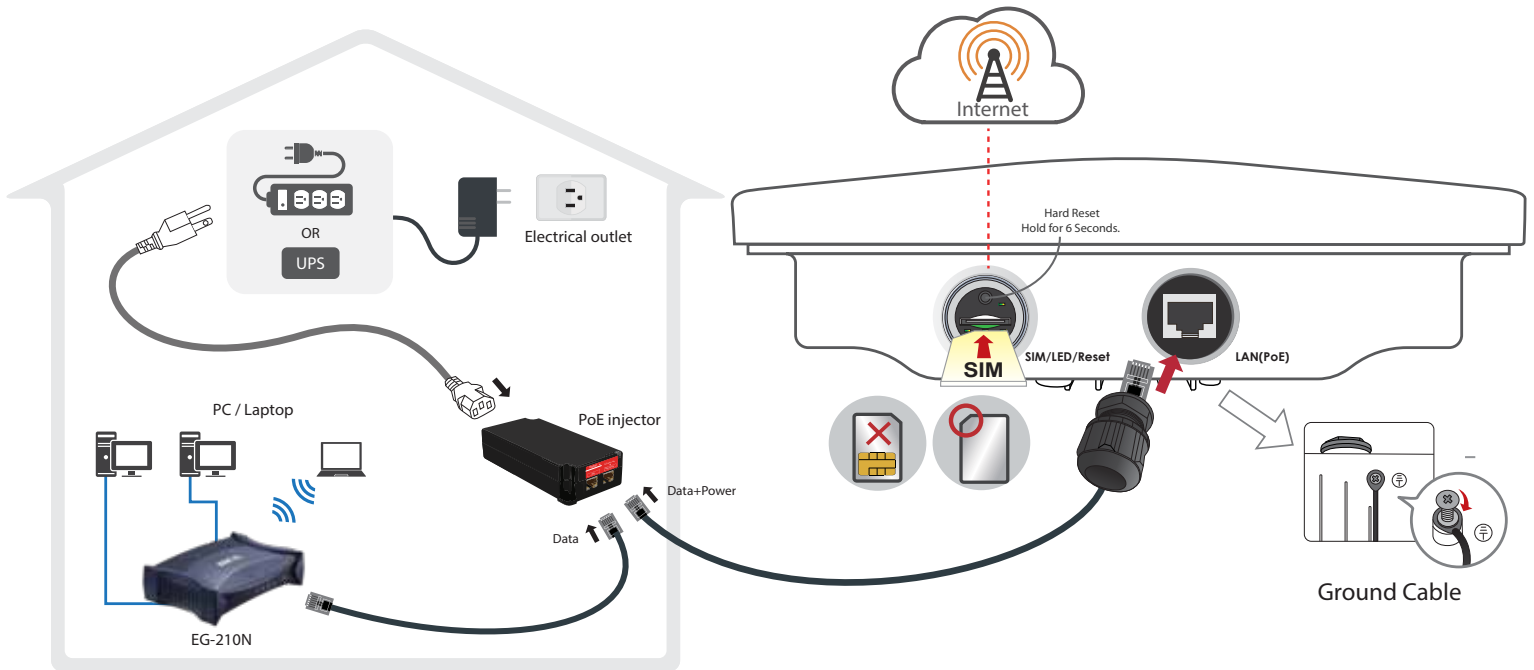 Internet
Hard Reset
Hold for 6 Seconds.
OR
UPS
Electrical outlet
SIM
SIM/LED/Reset
LAN(PoE)
PC / Laptop
PoE injector
Data+Power
Data
EG-210N
Ground Cable